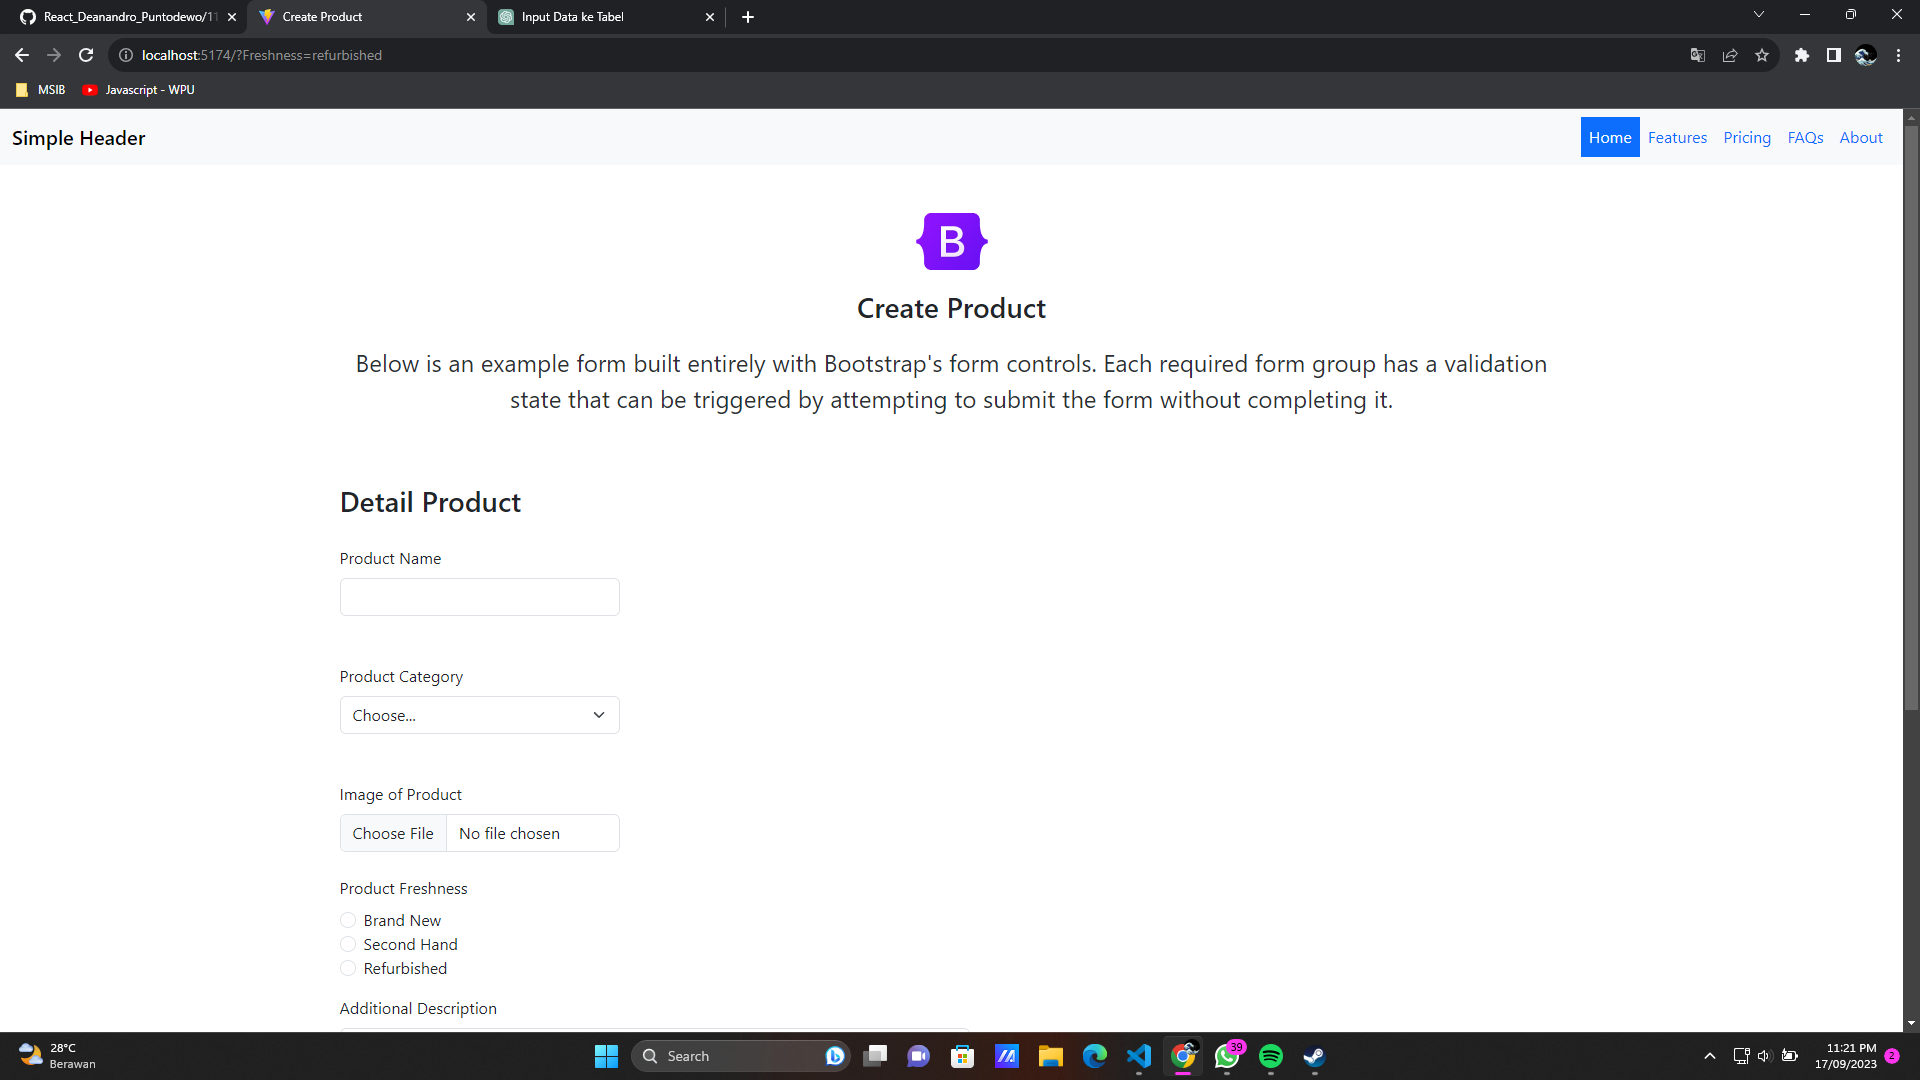 React_Deanandro_Puntodewo/11
Create Product
Input Data ke Tabel
localhost:5174/?Freshness=refurbished
MSIB
Javascript - WPU
Simple Header
Home
Features
Pricing
FAQs
About
B
Create Product
Below is an example form built entirely with Bootstrap's form controls. Each required form group has a validation
state that can be triggered by attempting to submit the form without completing it.
Detail Product
Product Name
Product Category
Choose...
Image of Product
Choose File
No file chosen
Product Freshness
Brand New
Second Hand
Refurbished
Additional Description
28°C
Berawan
Search
39
11:21 PM
17/09/2023
2